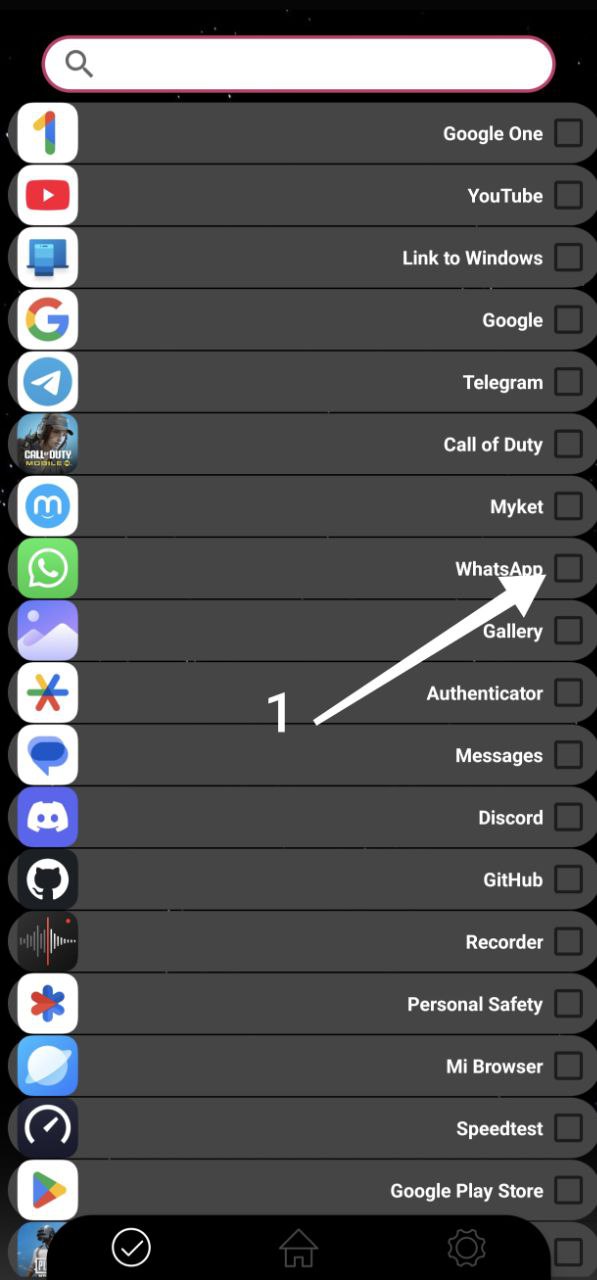 Google One
YouTube
Link to Windows
Google
Telegram
CALL OF DUTY
MOBILE
Call of Duty
Myket
WhatsApp
Gallery
1
Authenticator
Messages
Discord
GitHub
Recorder
Personal Safety
Mi Browser
Speedtest
Google Play Store